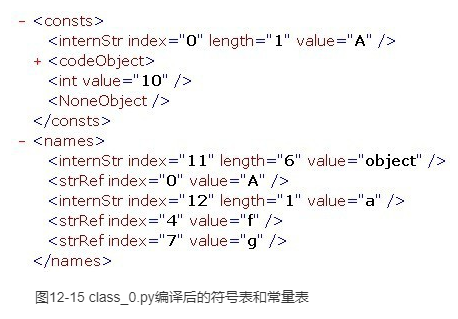 - <consts>
<internStr index="0" length="1" value="A" />
+ <codeObject>
<int value="10" />
<NoneObject />
</consts>
- <names>
<internStr index="11" length="6" value="object" />
<strRef index="0" value="A" />
<internStr index="12" length="1" value="a" />
<strRef index="4" value="f" />
<strRef index="7" value="g" />
</names>
图12-15 class_0.py编译后的符号表和常量表